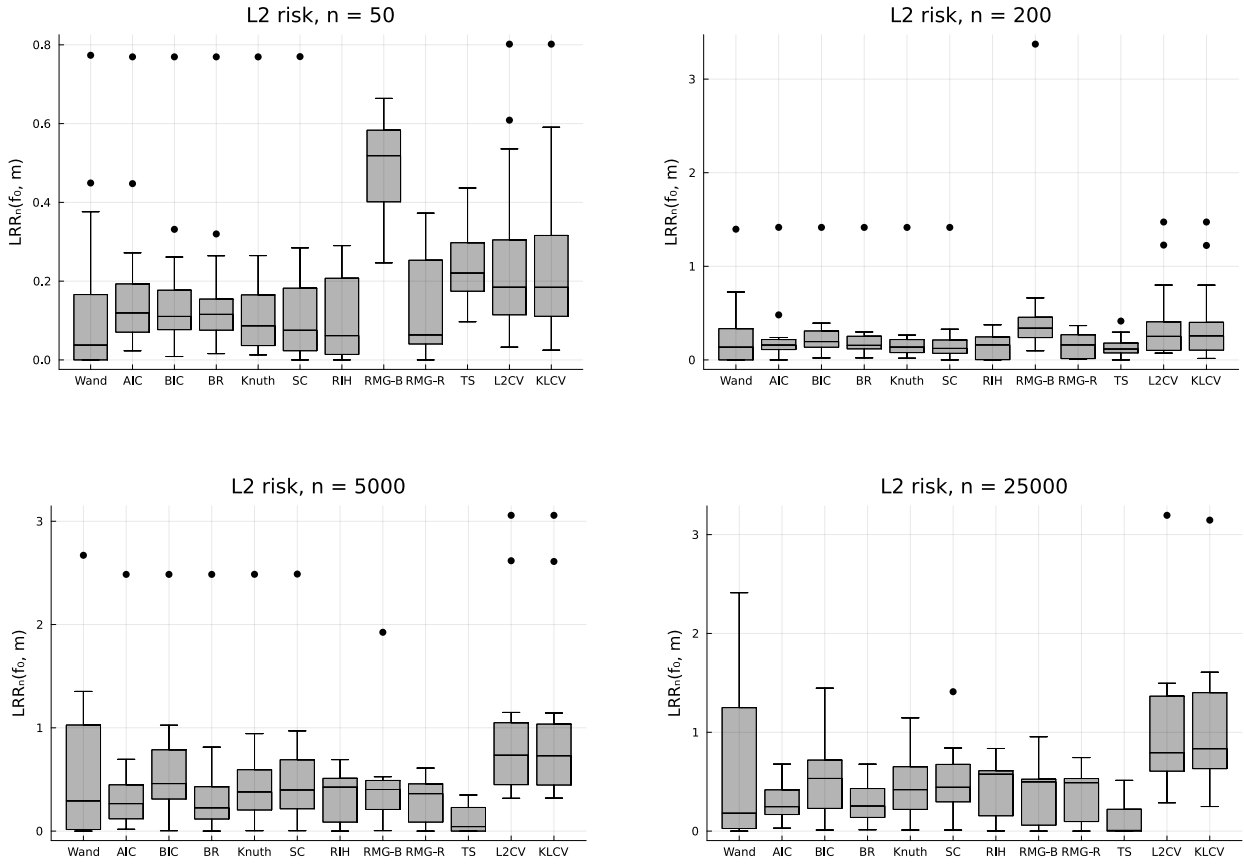 L2 risk, n = 50
LRRₙ(f₀, m)
0.8
0.6
0.4
0.2
0.0
Wand AIC BIC BR Knuth SC RIH RMG-B RMG-R TS L2CV KLCV
L2 risk, n = 200
LRRₙ(f₀, m)
3
2
1
0
Wand AIC BIC BR Knuth SC RIH RMG-B RMG-R TS L2CV KLCV
L2 risk, n = 5000
LRRₙ(f₀, m)
3
2
1
0
Wand AIC BIC BR Knuth SC RIH RMG-B RMG-R TS L2CV KLCV
L2 risk, n = 25000
LRRₙ(f₀, m)
3
2
1
0
Wand AIC BIC BR Knuth SC RIH RMG-B RMG-R TS L2CV KLCV